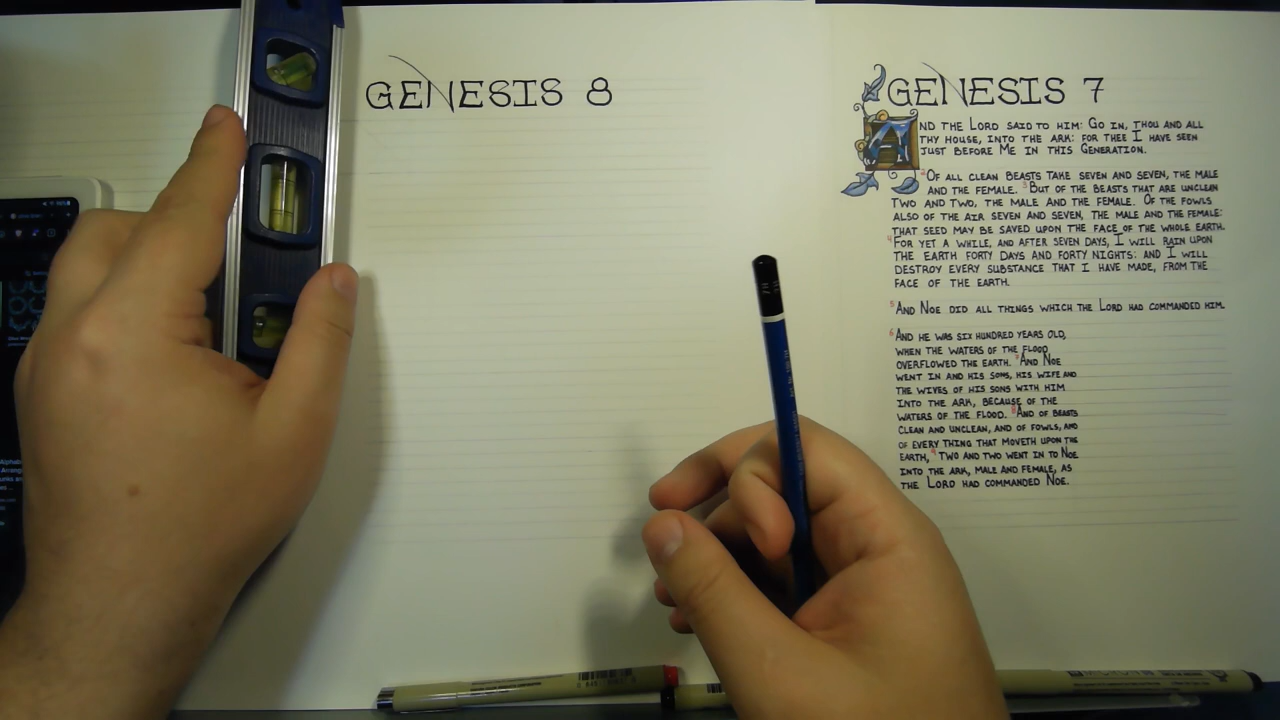 GENESIS 8
GENESIS 7
AND THE LORD SAID TO HIM: GO IN, THOU AND ALL
THY HOUSE, INTO THE ARK: FOR THEE I HAVE SEEN
JUST BEFORE ME IN THIS GENERATION.
2 OF ALL CLEAN BEASTS TAKE SEVEN AND SEVEN, THE MALE
AND THE FEMALE. 3 BUT OF THE BEASTS THAT ARE UNCLEAN
TWO AND TWO, THE MALE AND THE FEMALE. OF THE FOWLS
ALSO OF THE AIR SEVEN AND SEVEN, THE MALE AND THE FEMALE:
THAT SEED MAY BE SAVED UPON THE FACE OF THE WHOLE EARTH.
4 FOR YET A WHILE, AND AFTER SEVEN DAYS, I WILL RAIN UPON
THE EARTH FORTY DAYS AND FORTY NIGHTS: AND I WILL
DESTROY EVERY SUBSTANCE THAT I HAVE MADE, FROM THE
FACE OF THE EARTH.
5 AND NOE DID ALL THINGS WHICH THE LORD HAD COMMANDED HIM.
6 AND HE WAS SIX HUNDRED YEARS OLD,
WHEN THE WATERS OF THE FLOOD
OVERFLOWED THE EARTH. 7 AND NOE
WENT IN AND HIS SONS, HIS WIFE AND
THE WIVES OF HIS SONS WITH HIM
INTO THE ARK, BECAUSE OF THE
WATERS OF THE FLOOD. 8 AND OF BEASTS
CLEAN AND UNCLEAN, AND OF FOWLS, AND
OF EVERY THING THAT MOVETH UPON THE
EARTH, 9 TWO AND TWO WENT IN TO NOE
INTO THE ARK, MALE AND FEMALE, AS
THE LORD HAD COMMANDED NOE.